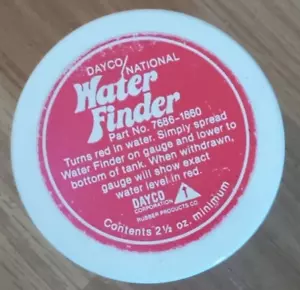 DAYCO/NATIONAL
Water
Finder
Part No. 7686-1860
Turns red in water. Simply spread
Water Finder on gauge and lower to
bottom of tank. When withdrawn,
gauge will show exact
water level in red.
DAYCO
CORPORATION
RUBBER PRODUCTS CO.
Contents 2½ oz. minimum